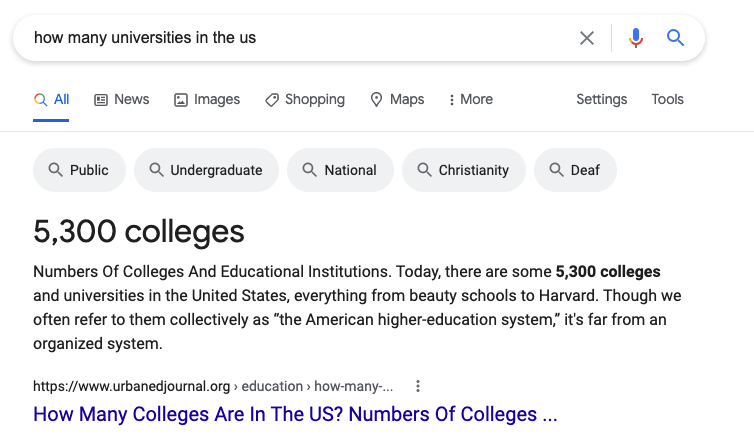 how many universities in the us
All News Images Shopping Maps More Settings Tools
Public Undergraduate National Christianity Deaf
5,300 colleges
Numbers Of Colleges And Educational Institutions. Today, there are some 5,300 colleges
and universities in the United States, everything from beauty schools to Harvard. Though we
often refer to them collectively as “the American higher-education system,” it's far from an
organized system.
https://www.urbanedjournal.org › education › how-many-...
How Many Colleges Are In The US? Numbers Of Colleges ...